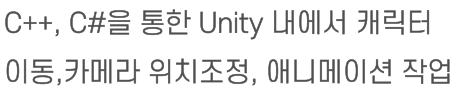 C++, C#을 통한 Unity 내에서 캐릭터
이동,카메라 위치조정, 애니메이션 작업